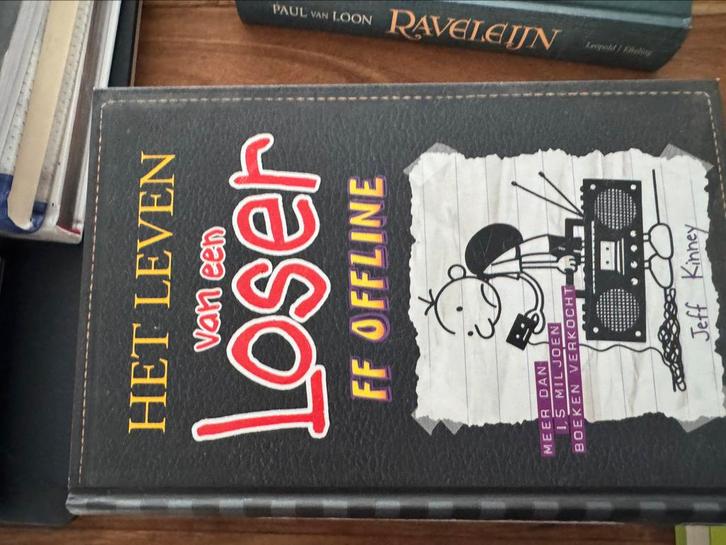 PAUL VAN LOON RAVELEIJN Leopold / Efteling
HET LEVEN
van een
Loser
FF OFFLINE
MEER DAN
1,5 MILJOEN
BOEKEN VERKOCHT
Jeff Kinney